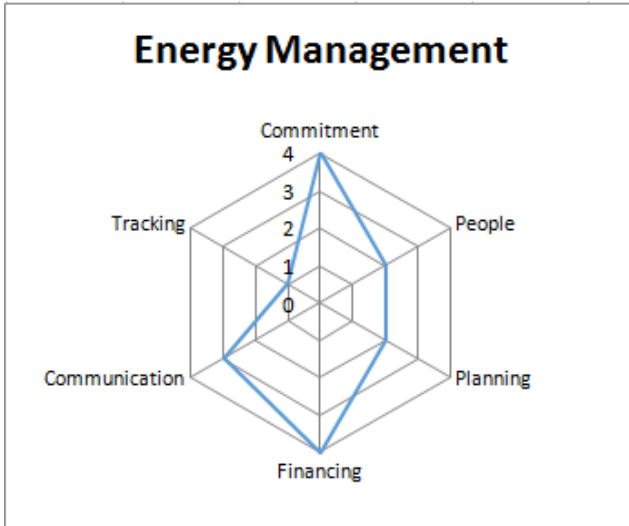 Energy Management
Commitment
4
3
Tracking
People
2
1
0
Communication
Planning
Financing